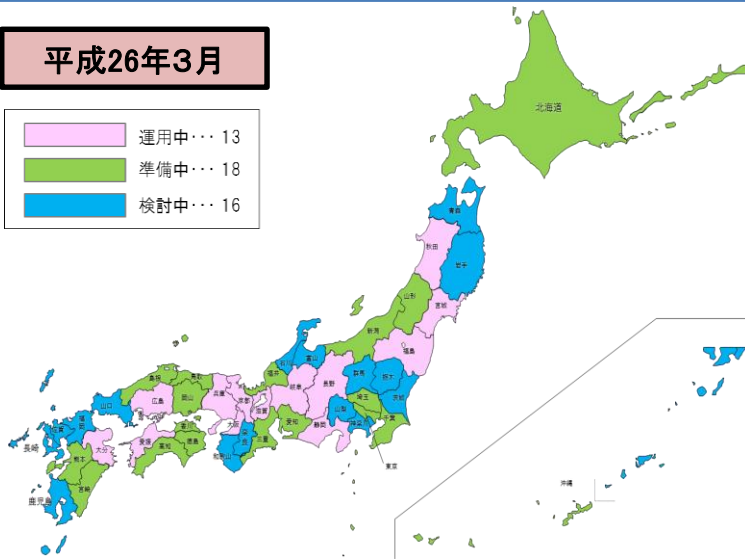 平成26年３月
運用中･･･ 13
準備中･･･ 18
検討中･･･ 16
北海道
青森
秋田
岩手
山形
宮城
新潟
福島
石川
富山
福井
岐阜
長野
群馬
栃木
茨城
埼玉
山梨
神奈川
千葉
東京
静岡
愛知
三重
滋賀
京都
兵庫
大阪
奈良
和歌山
鳥取
島根
岡山
広島
山口
香川
徳島
愛媛
高知
福岡
佐賀
長崎
大分
熊本
宮崎
鹿児島
沖縄